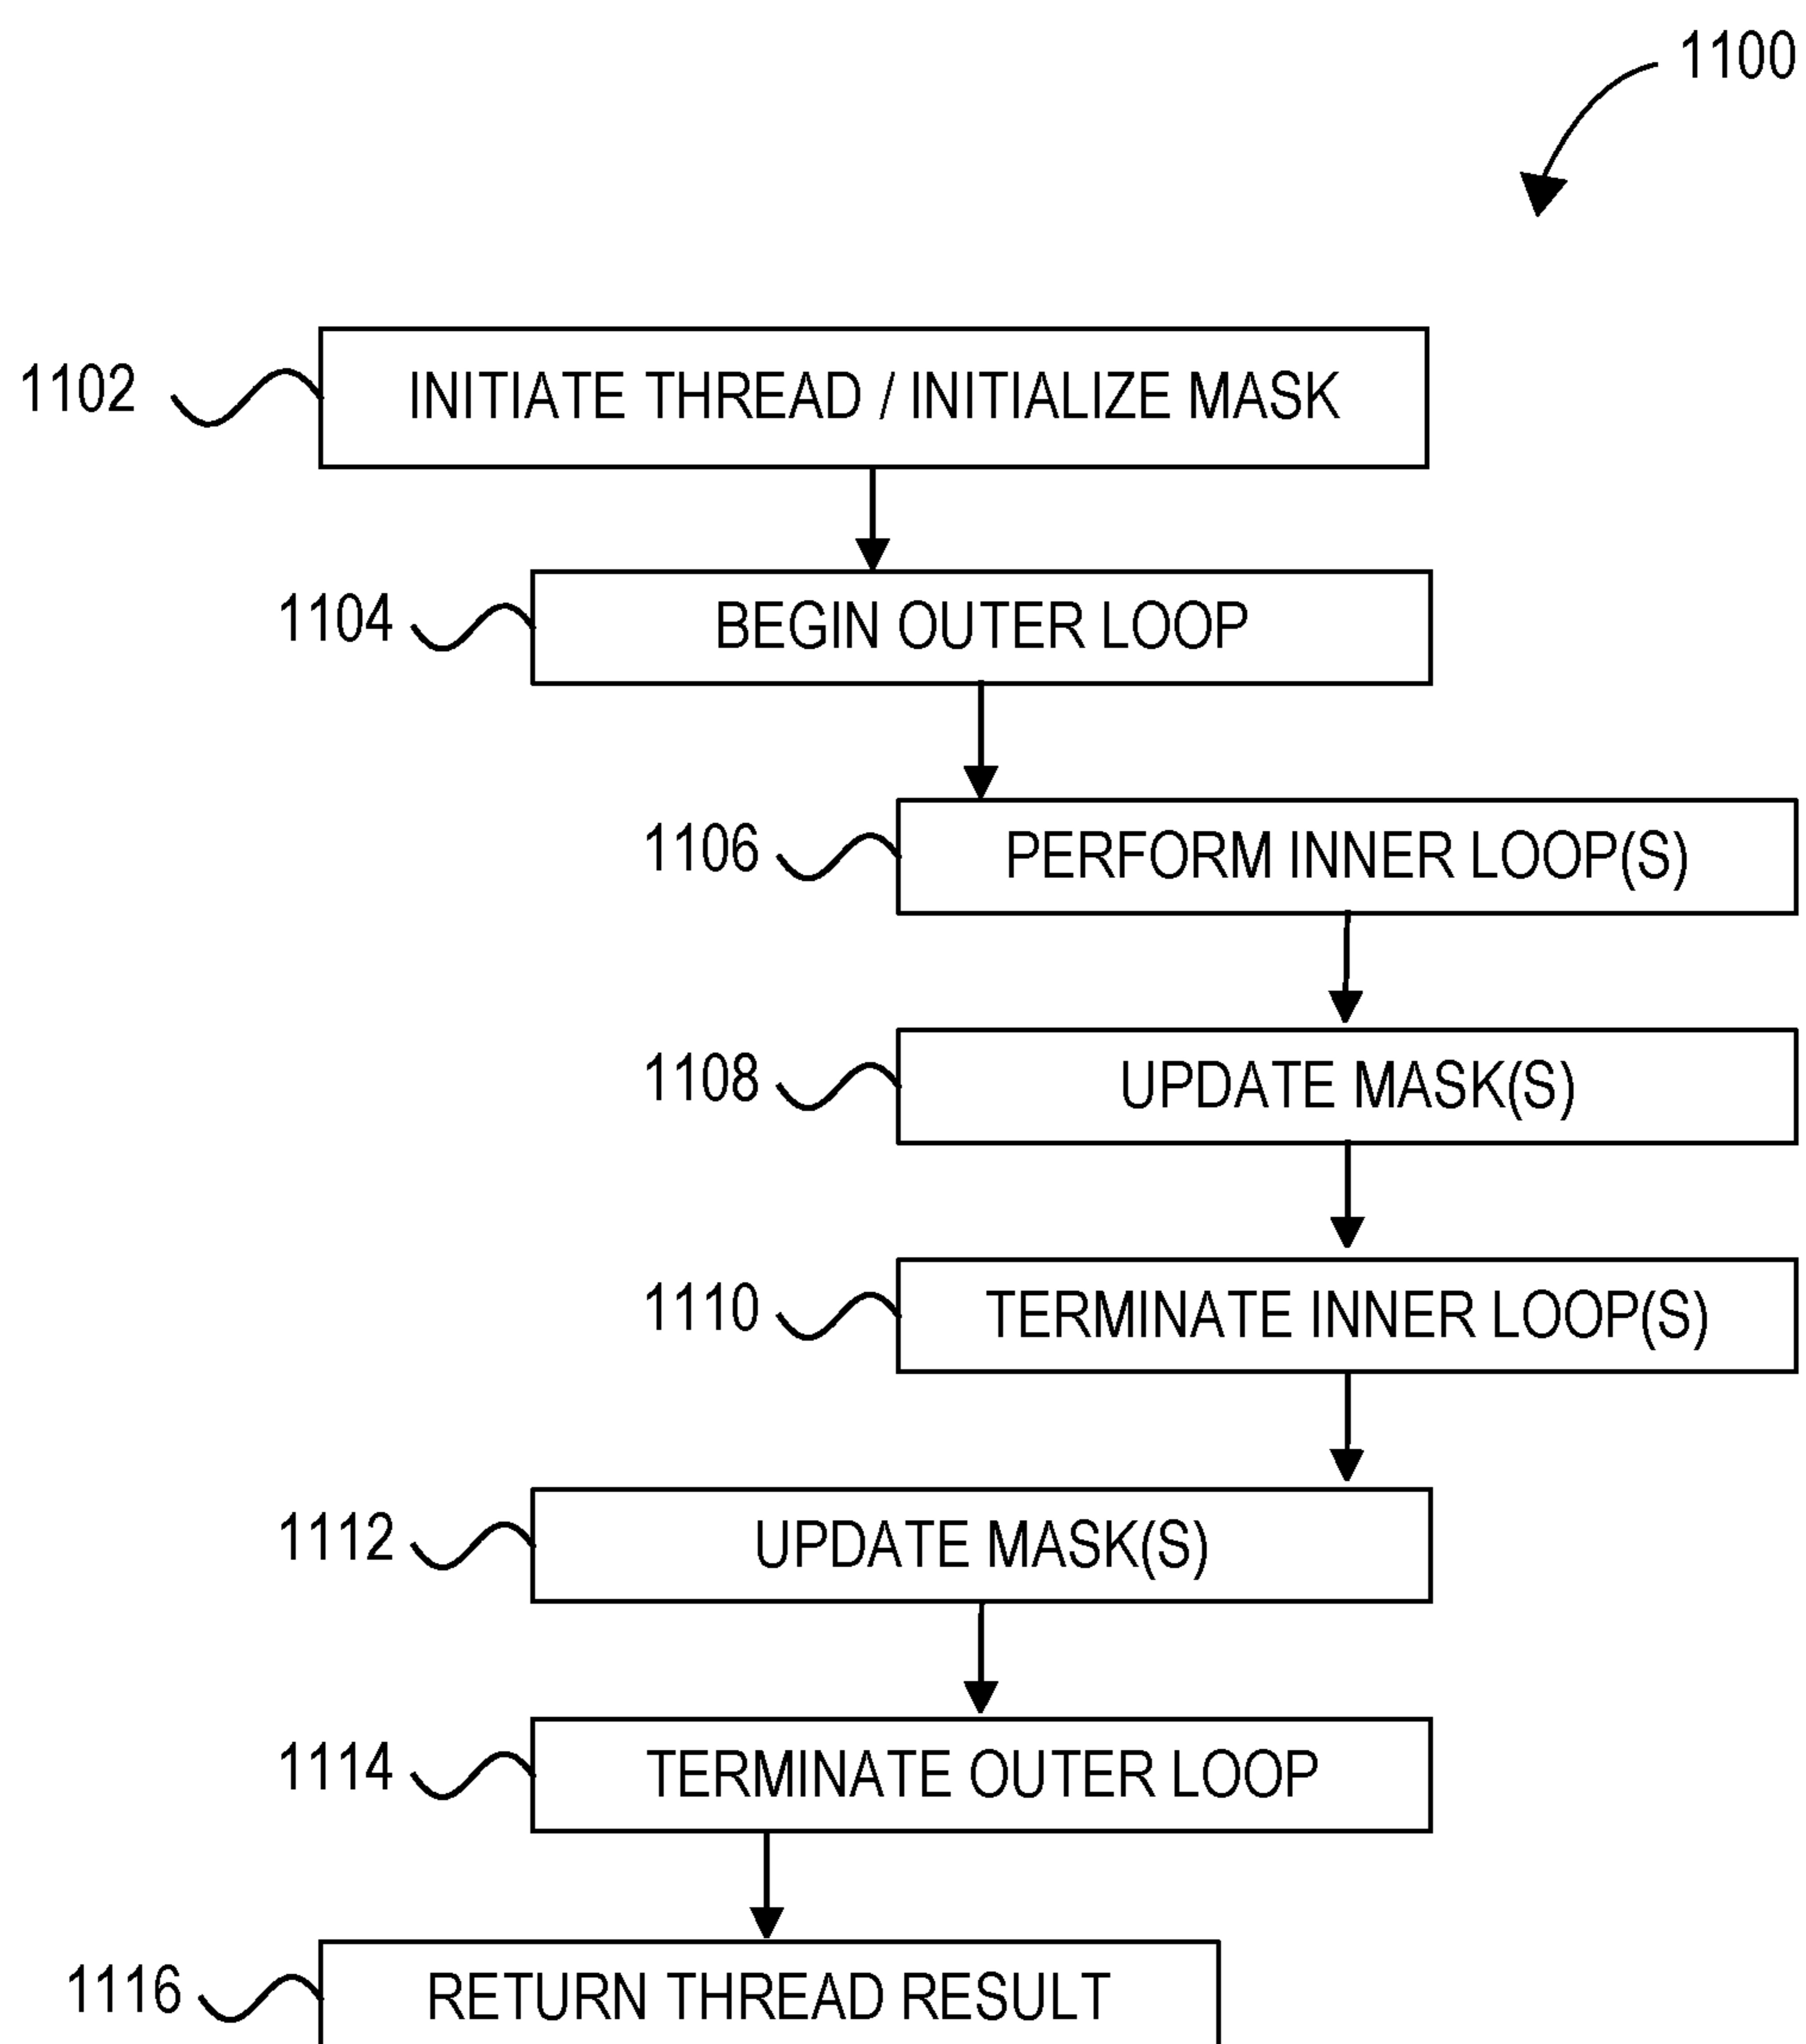 1100
1102 INITIATE THREAD / INITIALIZE MASK
1104 BEGIN OUTER LOOP
1106 PERFORM INNER LOOP(S)
1108 UPDATE MASK(S)
1110 TERMINATE INNER LOOP(S)
1112 UPDATE MASK(S)
1114 TERMINATE OUTER LOOP
1116 RETURN THREAD RESULT